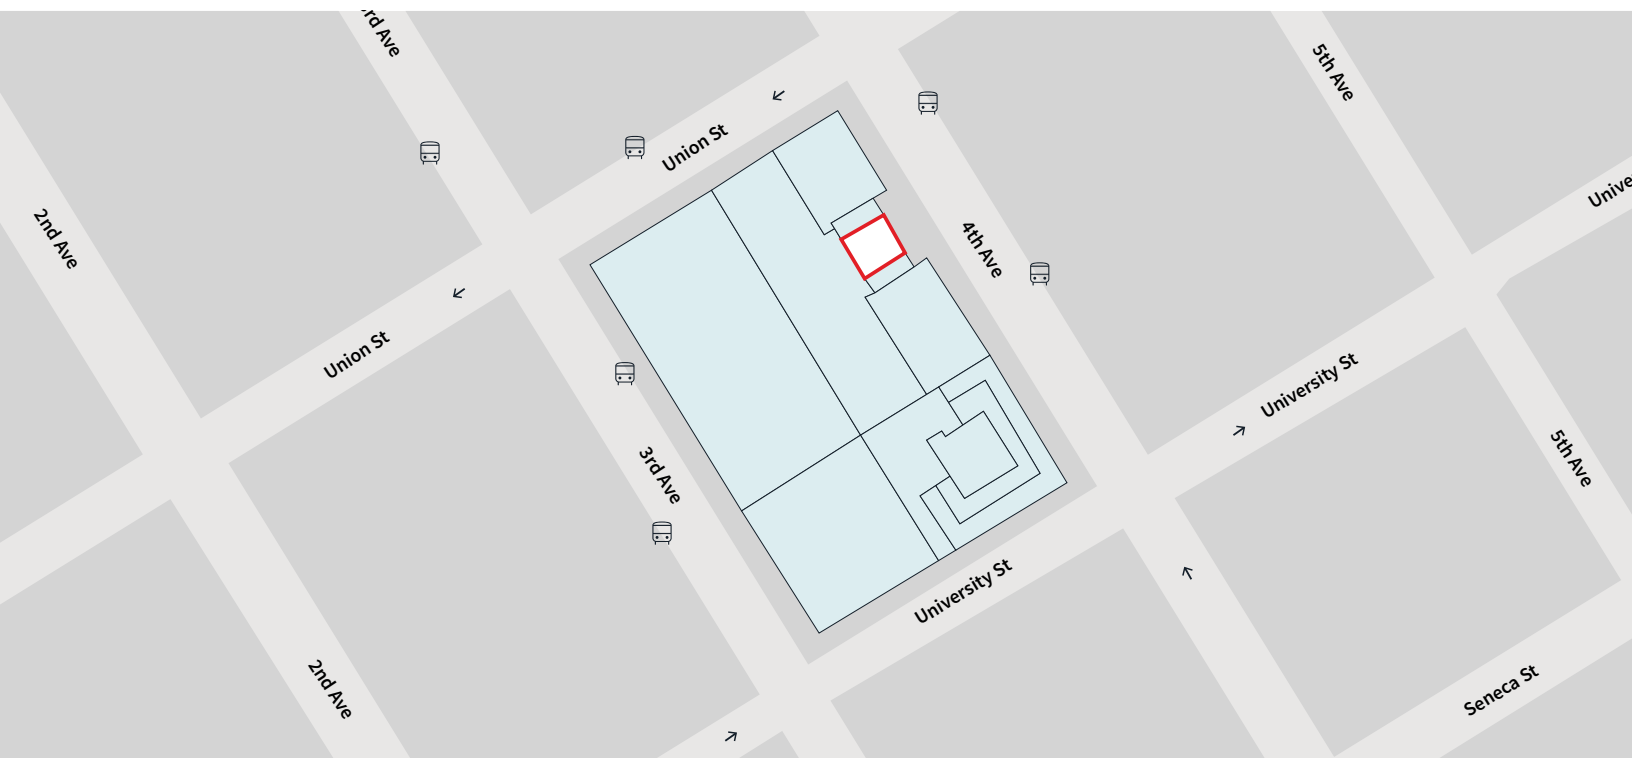 rd Ave
5th Ave
Union St
Unive
2nd Ave
4th Ave
Union St
University St
3rd Ave
5th Ave
University St
2nd Ave
Seneca St